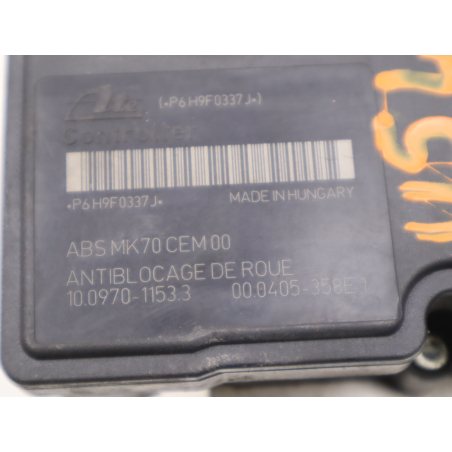 Ate (*P6H9F0337J*)
Controller
*P6H9F0337J* MADE IN HUNGARY
ABS MK70 CEM 00
ANTIBLOCAGE DE ROUE
10.0970-1153.3 00.0405-358E